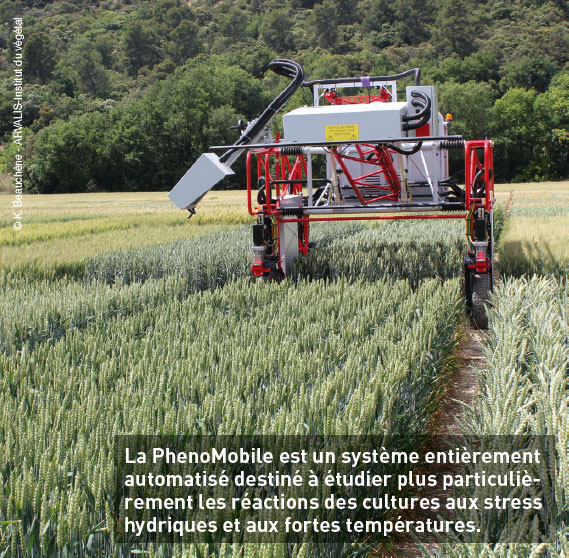 © K. Beauchêne - ARVALIS-Institut du végétal
La PhenoMobile est un système entièrement
automatisé destiné à étudier plus particuliè-
rement les réactions des cultures aux stress
hydriques et aux fortes températures.